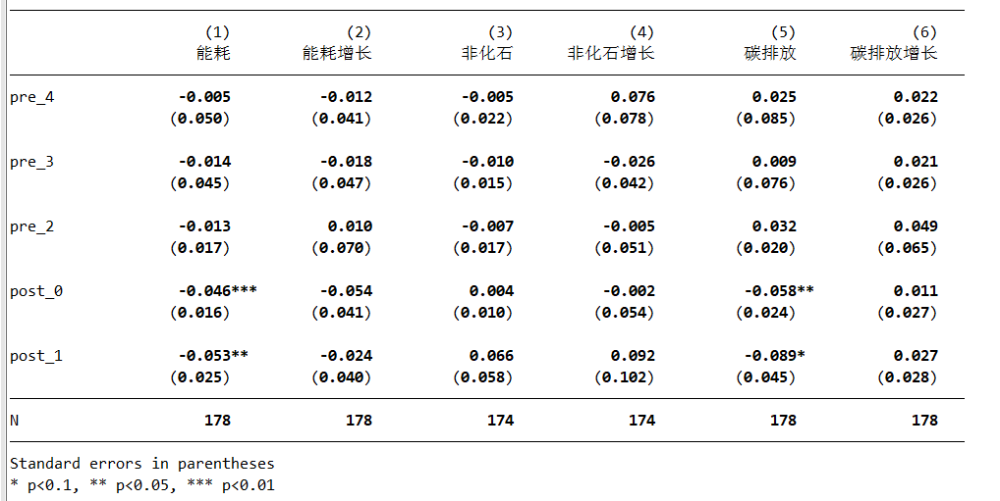 (1) (2) (3) (4) (5) (6)
能耗 能耗增长 非化石 非化石增长 碳排放 碳排放增长
pre_4 -0.005 -0.012 -0.005 0.076 0.025 0.022
(0.050) (0.041) (0.022) (0.078) (0.085) (0.026)
pre_3 -0.014 -0.018 -0.010 -0.026 0.009 0.021
(0.045) (0.047) (0.015) (0.042) (0.076) (0.026)
pre_2 -0.013 0.010 -0.007 -0.005 0.032 0.049
(0.017) (0.070) (0.017) (0.051) (0.020) (0.065)
post_0 -0.046*** -0.054 0.004 -0.002 -0.058** 0.011
(0.016) (0.041) (0.010) (0.054) (0.024) (0.027)
post_1 -0.053** -0.024 0.066 0.092 -0.089* 0.027
(0.025) (0.040) (0.058) (0.102) (0.045) (0.028)
N 178 178 174 174 178 178
Standard errors in parentheses
* p<0.1, ** p<0.05, *** p<0.01